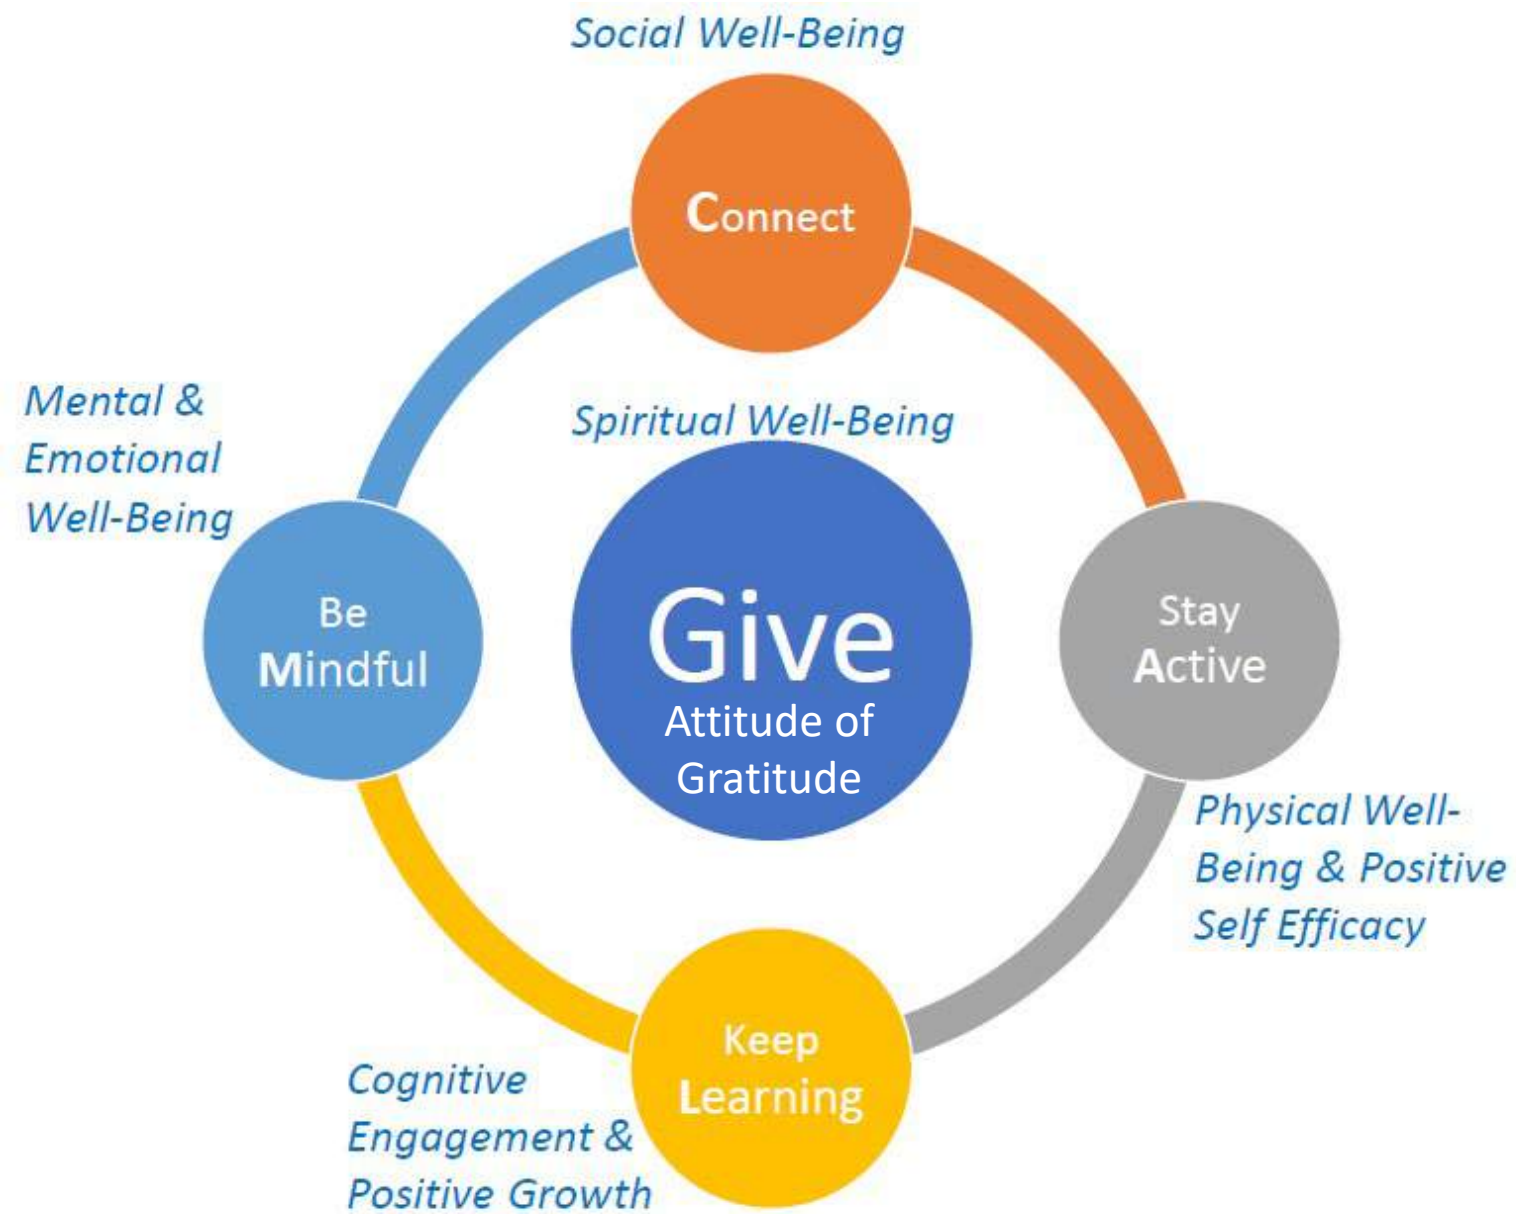 Social Well-Being
Connect
Mental &
Emotional
Well-Being
Spiritual Well-Being
Be
Mindful
Give
Attitude of
Gratitude
Stay
Active
Physical Well-
Being & Positive
Self Efficacy
Keep
Learning
Cognitive
Engagement &
Positive Growth